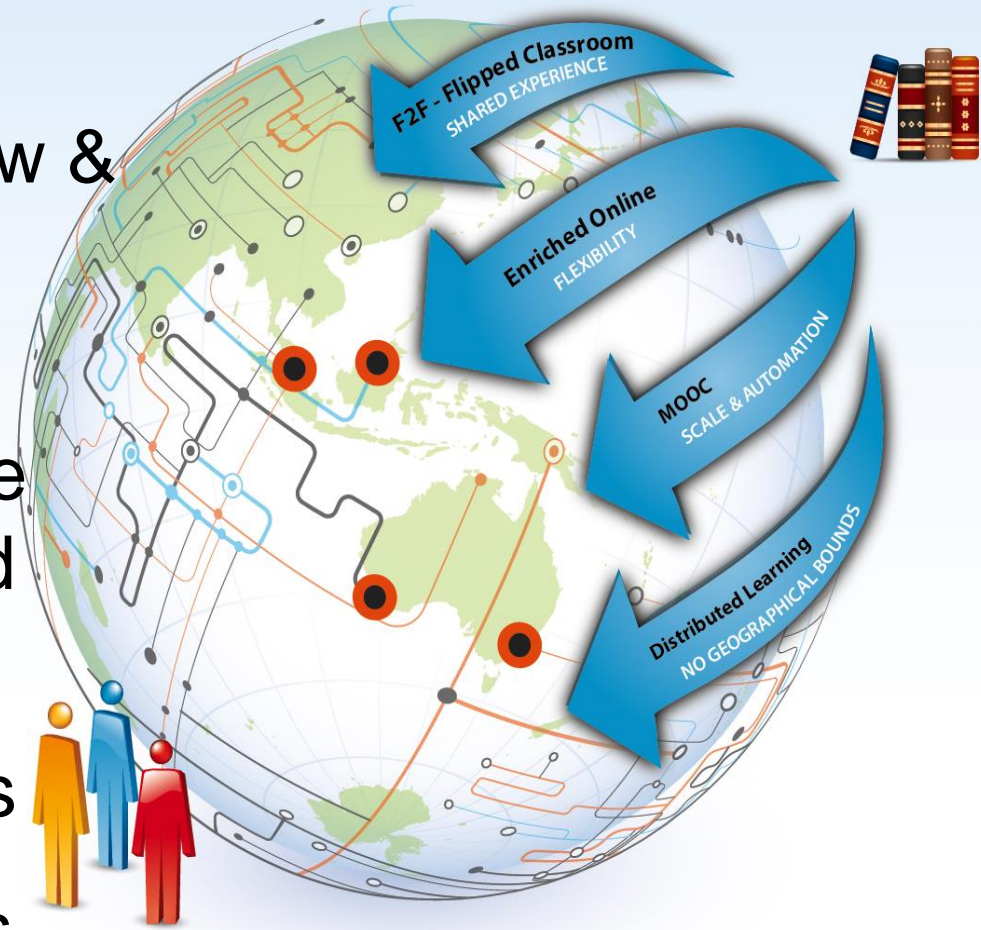 w &
e
d
s
s
F2F - Flipped Classroom
SHARED EXPERIENCE
Enriched Online
FLEXIBILITY
MOOC
SCALE & AUTOMATION
Distributed Learning
NO GEOGRAPHICAL BOUNDS